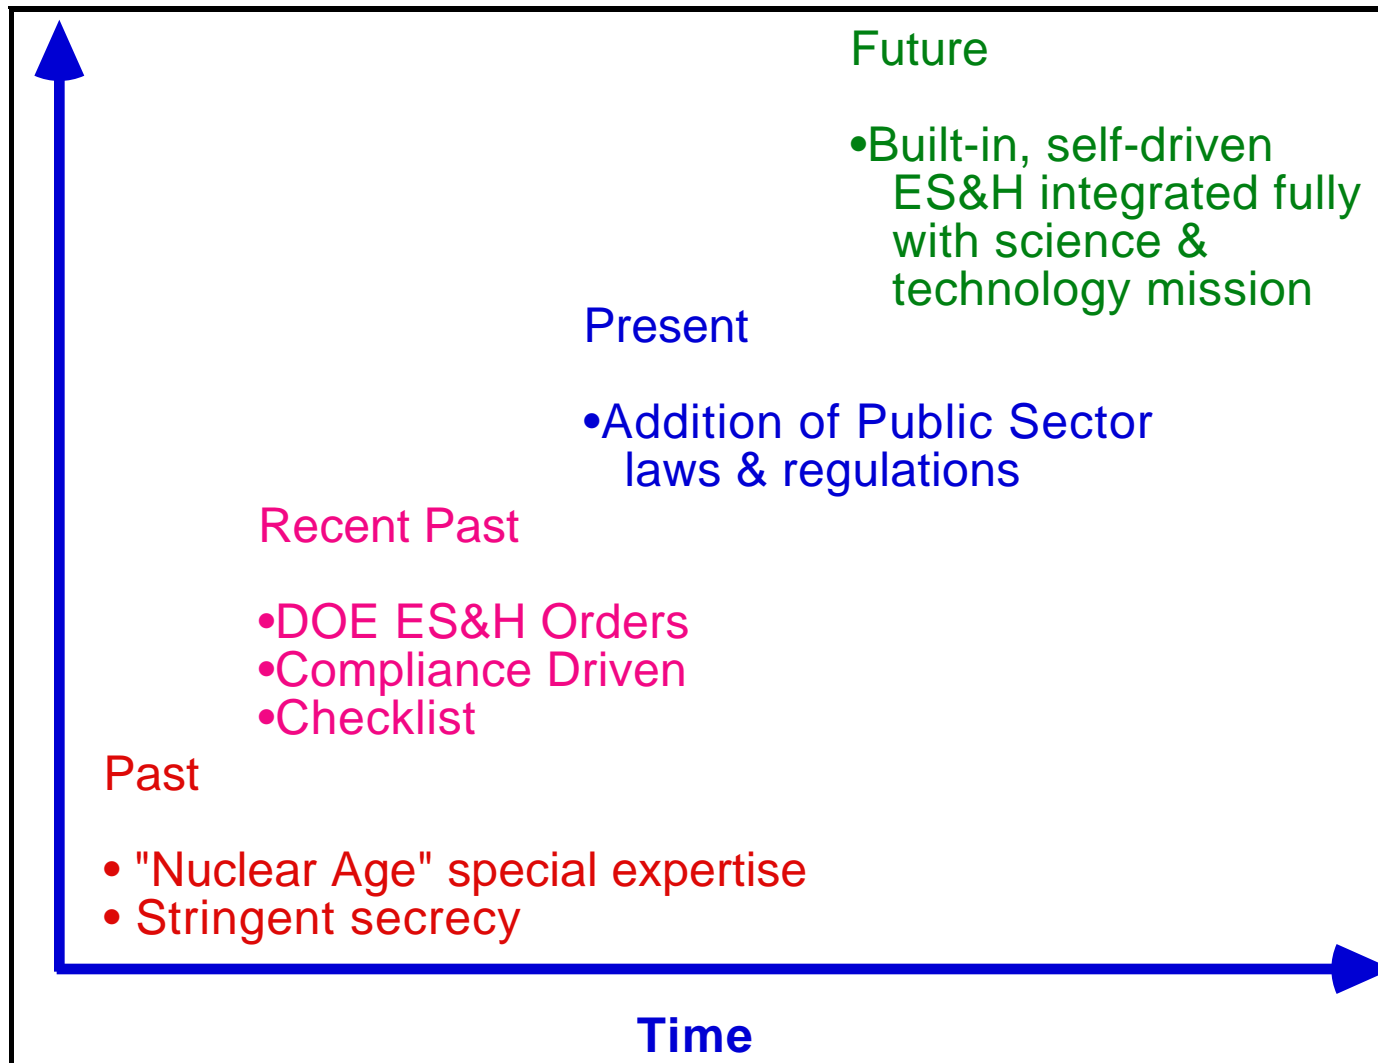 Future
•Built-in, self-driven
ES&H integrated fully
with science &
technology mission
Present
•Addition of Public Sector
laws & regulations
Recent Past
•DOE ES&H Orders
•Compliance Driven
•Checklist
Past
• "Nuclear Age" special expertise
• Stringent secrecy
Time